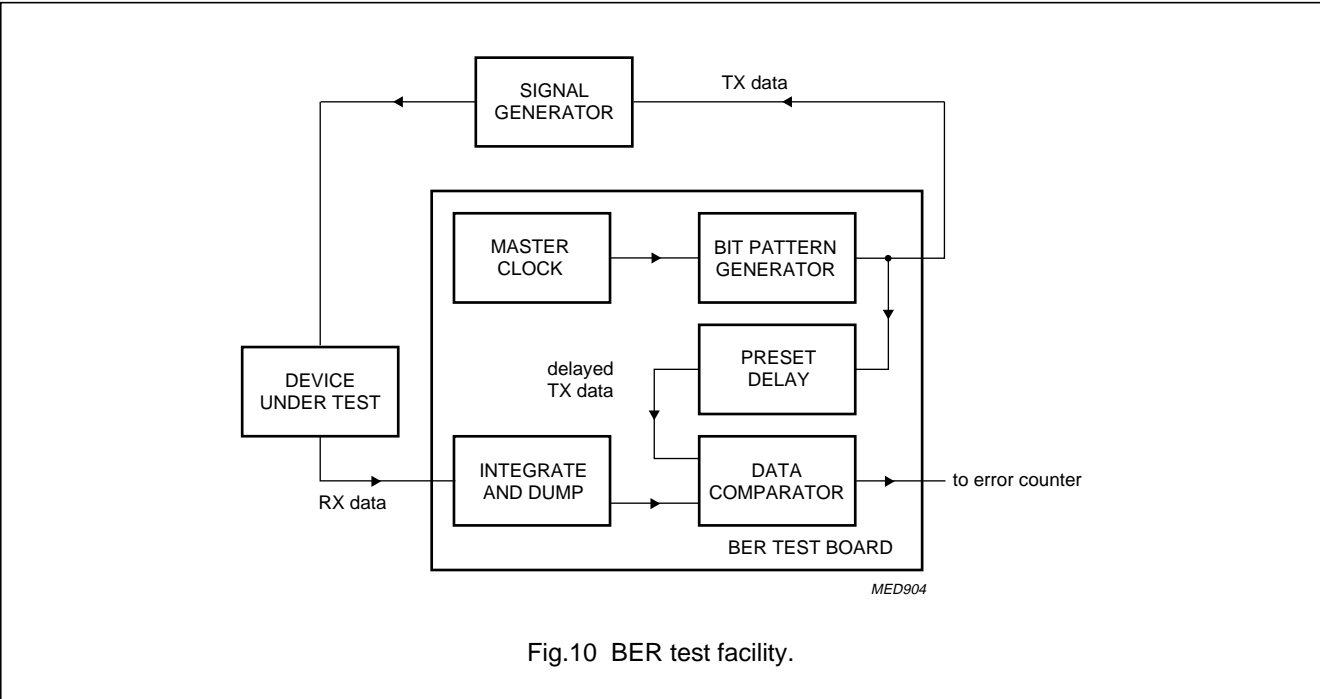 SIGNAL
GENERATOR
TX data
MASTER
CLOCK
BIT PATTERN
GENERATOR
PRESET
DELAY
delayed
TX data
DEVICE
UNDER TEST
INTEGRATE
AND DUMP
DATA
COMPARATOR
to error counter
RX data
BER TEST BOARD
MED904
Fig.10 BER test facility.